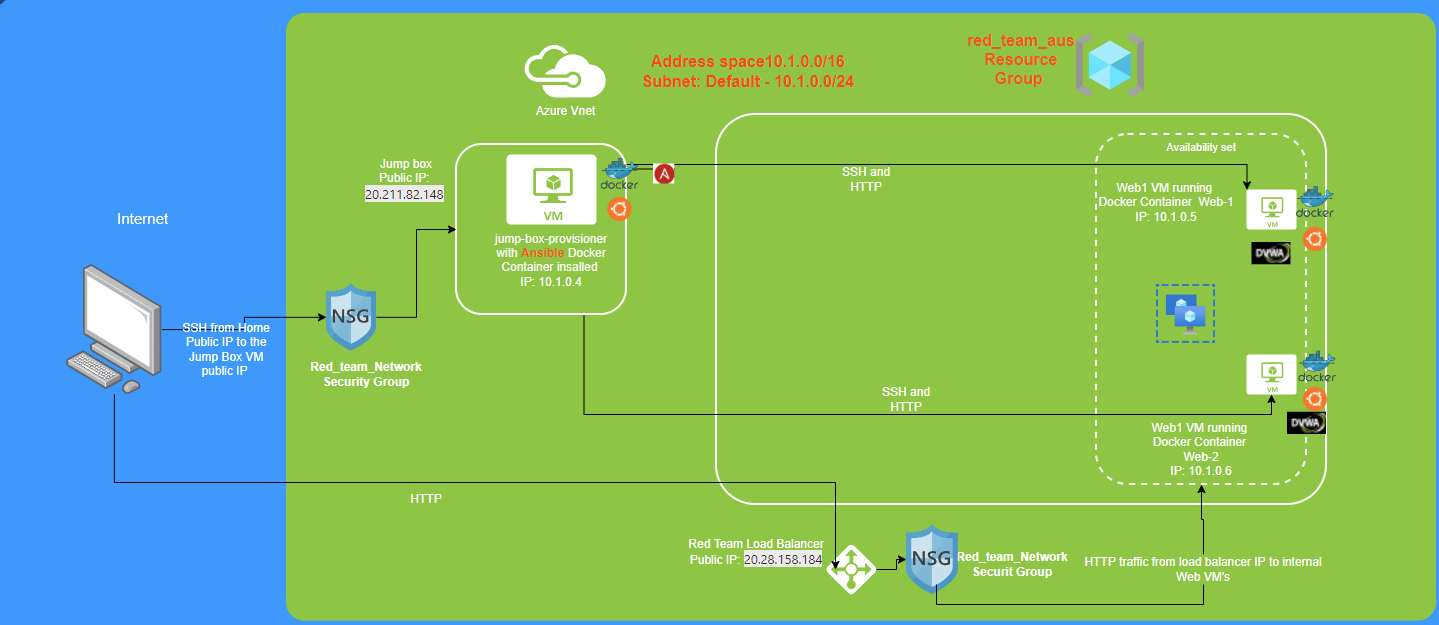 Address space10.1.0.0/16
Subnet: Default - 10.1.0.0/24
red_team_aus
Resource
Group
Azure Vnet
Internet
SSH from Home
Public IP to the
Jump Box VM
public IP
NSG
Red_team_Network
Security Group
Jump box
Public IP:
20.211.82.148
VM
docker
A
jump-box-provisioner
with Ansible Docker
Container insalled
IP: 10.1.0.4
SSH and
HTTP
Availability set
Web1 VM running
Docker Container  Web-1
IP: 10.1.0.5
VM
docker
DVWA
SSH and
HTTP
VM
docker
DVWA
Web1 VM running
Docker Container
Web-2
IP: 10.1.0.6
HTTP
Red Team Load Balancer
Public IP: 20.28.158.184
NSG
Red_team_Network
Securit Group
HTTP traffic from load balancer IP to internal
Web VM's